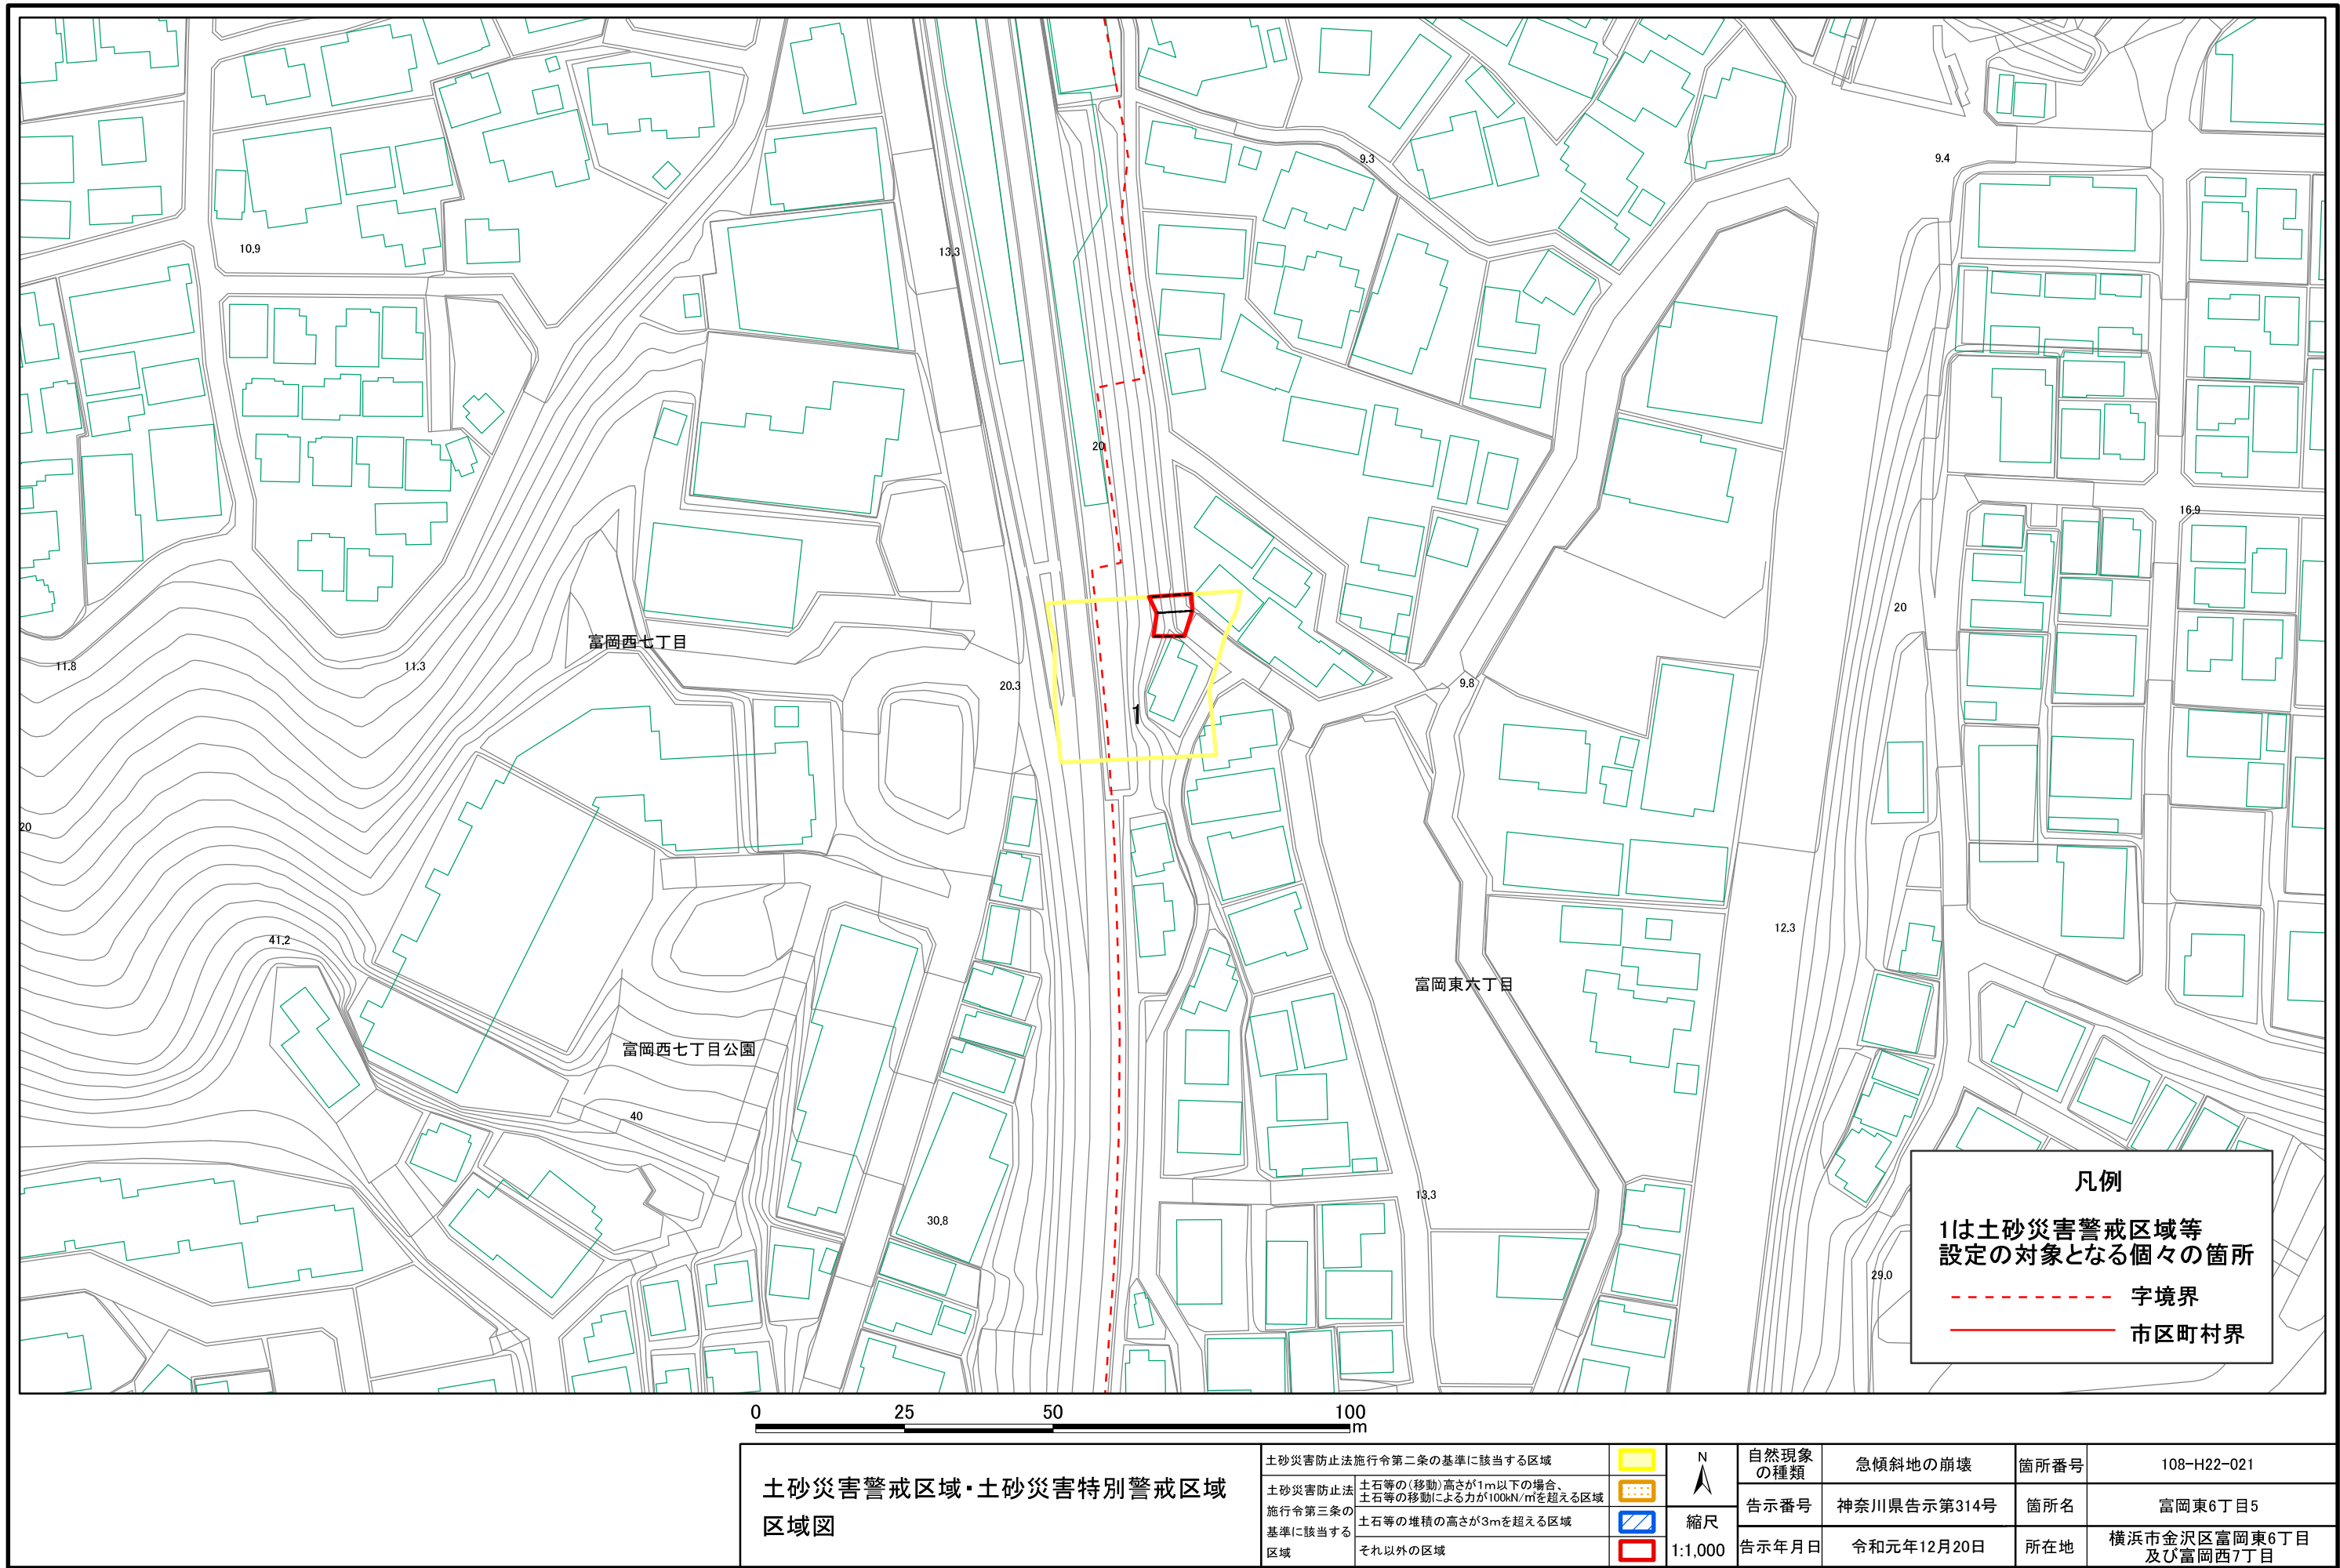 9.3
9.4
10.9
13.3
20
16.9
20
富岡西七丁目
11.8
11.3
20.3
9.8
1
20
41.2
12.3
富岡東六丁目
富岡西七丁目公園
40
13.3
30.8
29.0
凡例
1は土砂災害警戒区域等
設定の対象となる個々の箇所
字境界
市区町村界
0 25 50 100
m
土砂災害警戒区域・土砂災害特別警戒区域
区域図
土砂災害防止法施行令第二条の基準に該当する区域
土砂災害防止法
施行令第三条の
基準に該当する
区域
土石等の(移動)高さが1m以下の場合、
土石等の移動による力が100kN/㎡を超える区域
土石等の堆積の高さが3mを超える区域
それ以外の区域
N
縮尺
1:1,000
自然現象
の種類
急傾斜地の崩壊
箇所番号
108-H22-021
告示番号
神奈川県告示第314号
箇所名
富岡東6丁目5
告示年月日
令和元年12月20日
所在地
横浜市金沢区富岡東6丁目
及び富岡西7丁目